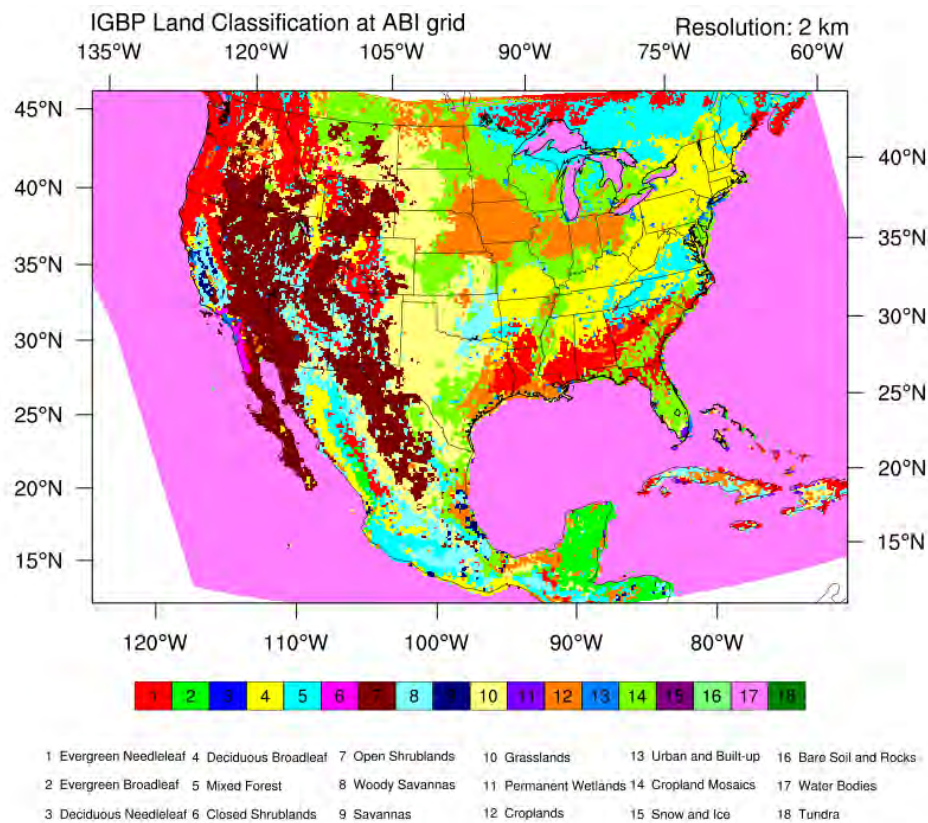 IGBP Land Classification at ABI grid Resolution: 2 km
135°W 120°W 105°W 90°W 75°W 60°W
45°N
40°N 40°N
35°N 35°N
30°N 30°N
25°N 25°N
20°N 20°N
15°N 15°N
120°W 110°W 100°W 90°W 80°W
1 2 3 4 5 6 7 8 9 10 11 12 13 14 15 16 17 18
1 Evergreen Needleleaf 4 Deciduous Broadleaf 7 Open Shrublands 10 Grasslands 13 Urban and Built-up 16 Bare Soil and Rocks
2 Evergreen Broadleaf 5 Mixed Forest 8 Woody Savannas 11 Permanent Wetlands 14 Cropland Mosaics 17 Water Bodies
3 Deciduous Needleleaf 6 Closed Shrublands 9 Savannas 12 Croplands 15 Snow and Ice 18 Tundra